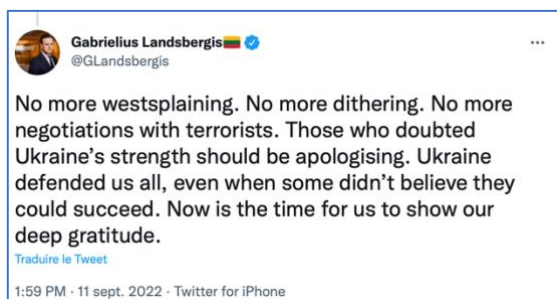 Gabrielius Landsbergis
@GLandsbergis
No more westsplaining. No more dithering. No more
negotiations with terrorists. Those who doubted
Ukraine’s strength should be apologising. Ukraine
defended us all, even when some didn’t believe they
could succeed. Now is the time for us to show our
deep gratitude.
Traduire le Tweet
1:59 PM · 11 sept. 2022 · Twitter for iPhone